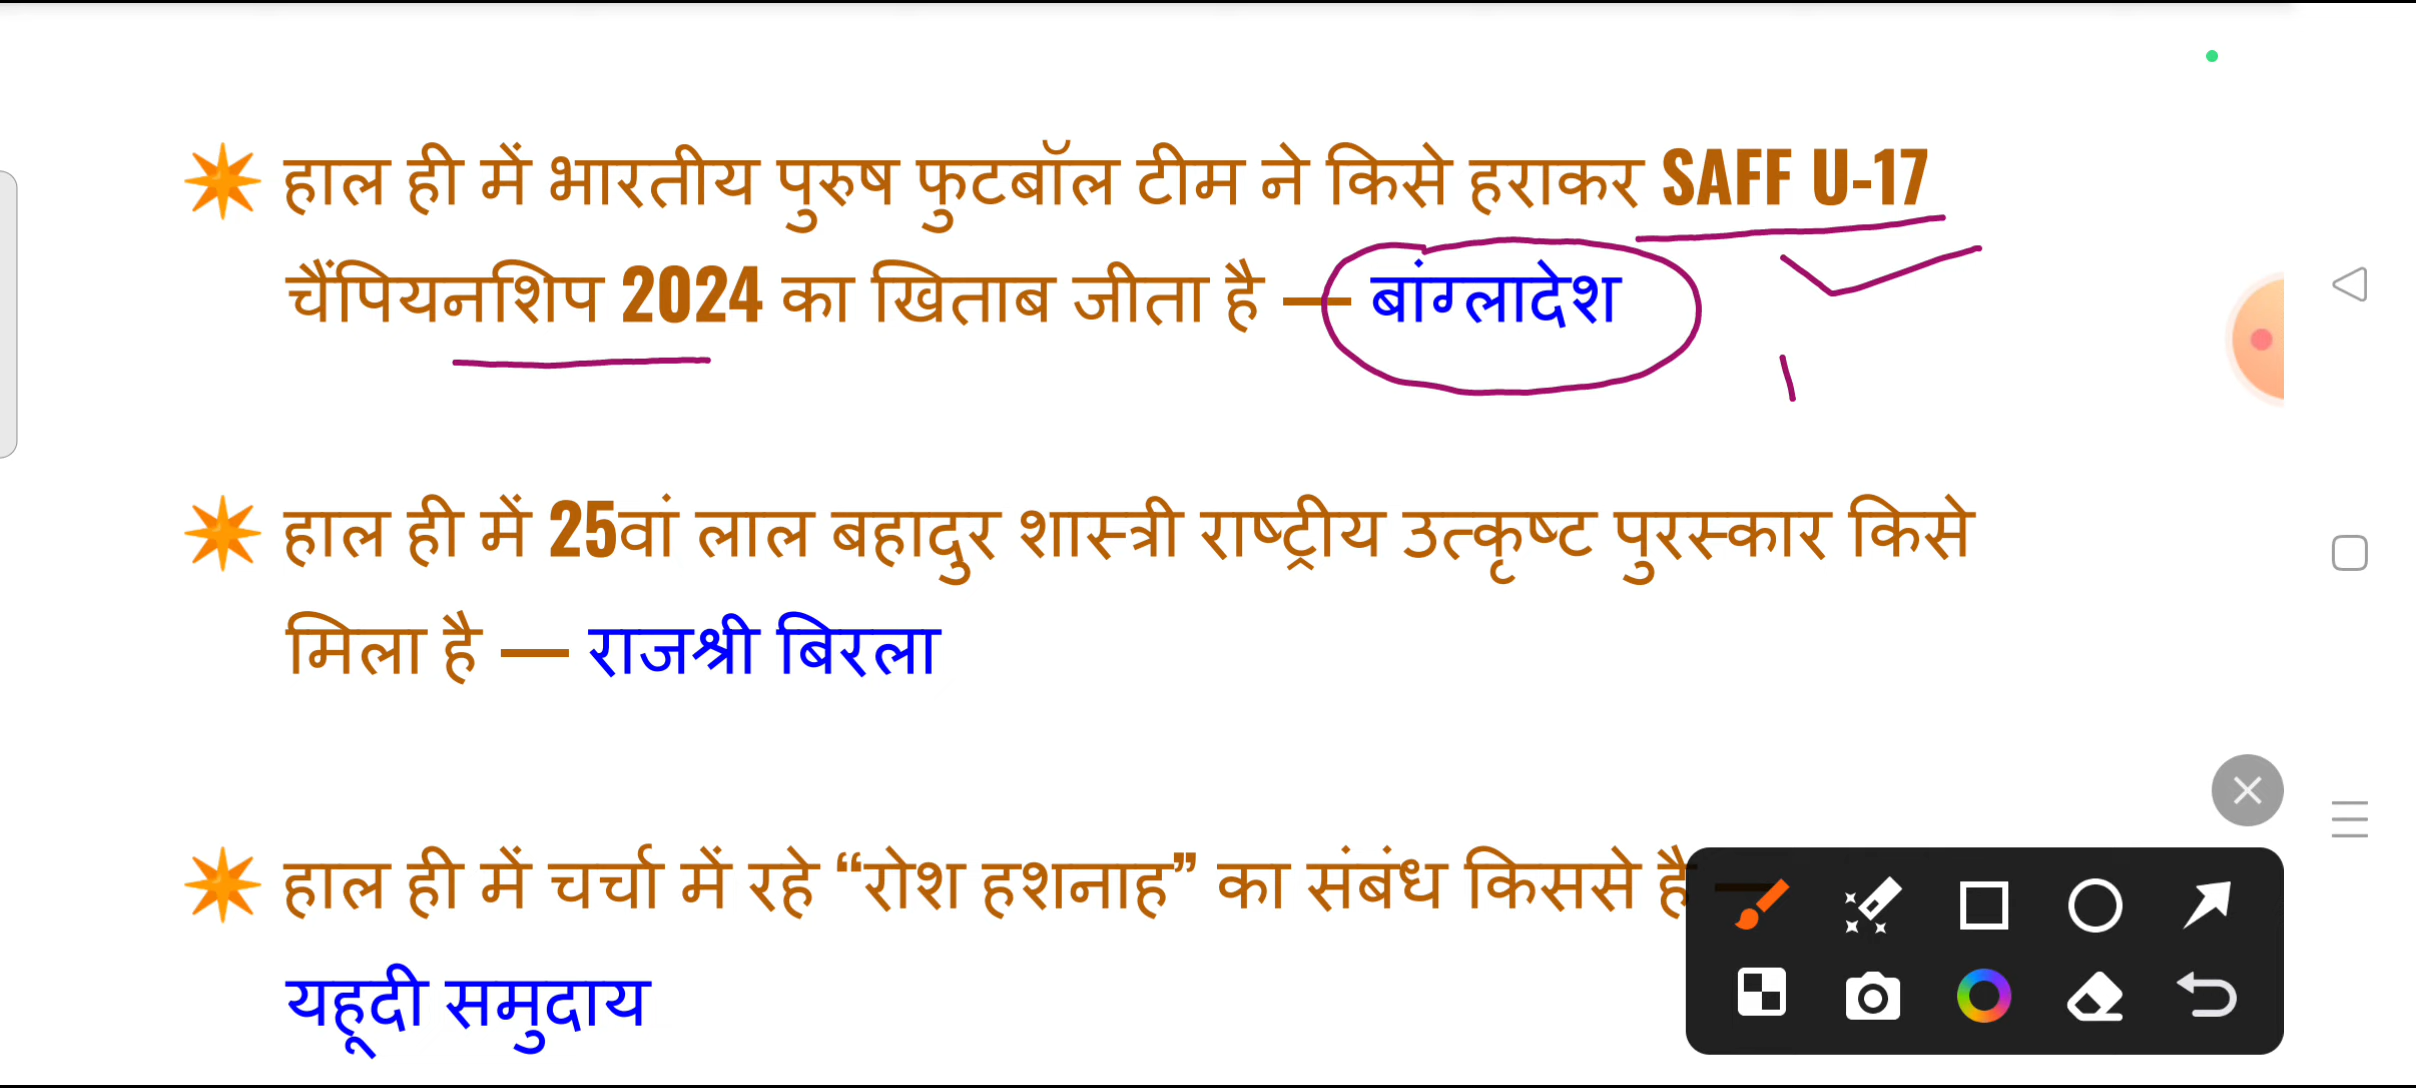 हाल ही में भारतीय पुरुष फुटबॉल टीम ने किसे हराकर SAFF U-17
चैंपियनशिप 2024 का खिताब जीता है — बांग्लादेश
हाल ही में 25वां लाल बहादुर शास्त्री राष्ट्रीय उत्कृष्ट पुरस्कार किसे
मिला है — राजश्री बिरला
हाल ही में चर्चा में रहे “रोश हशनाह” का संबंध किससे है —
यहूदी समुदाय